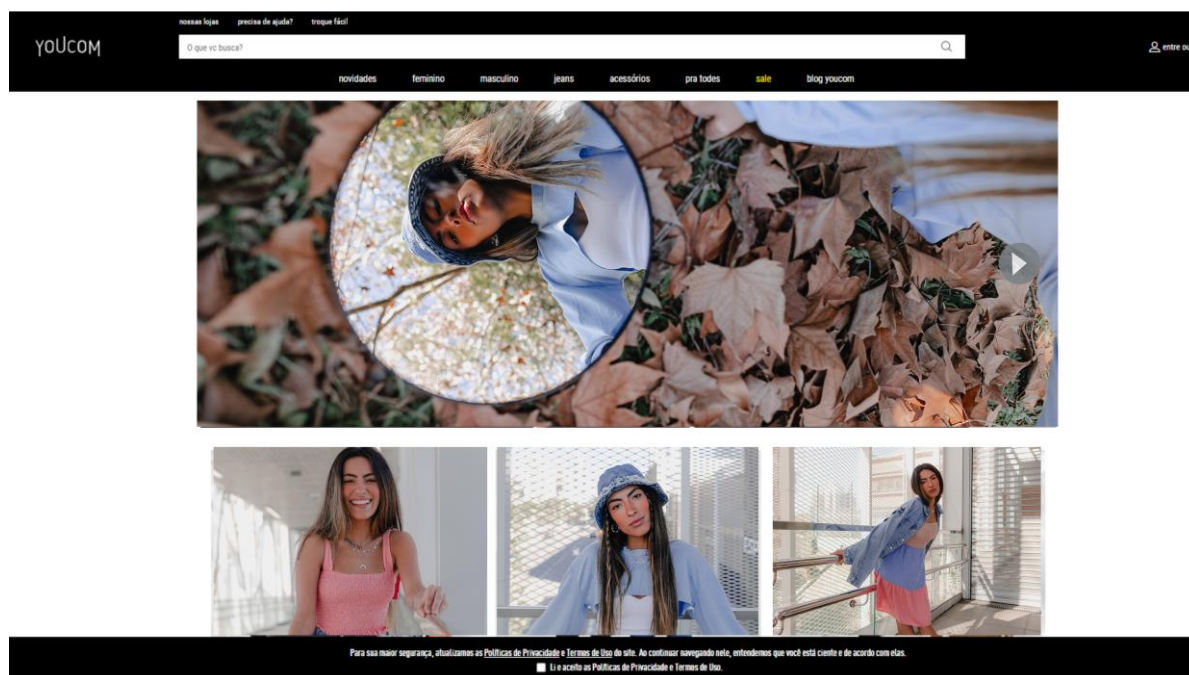 nossas lojas precisa de ajuda? troque fácil
YOUCOM
O que vc busca?
entre ou
novidades feminino masculino jeans acessórios pra todes sale blog youcom
Para sua maior segurança, atualizamos as Políticas de Privacidade e Termos de Uso do site. Ao continuar navegando nele, entendemos que você está ciente e de acordo com elas.
Li e aceito as Políticas de Privacidade e Termos de Uso.